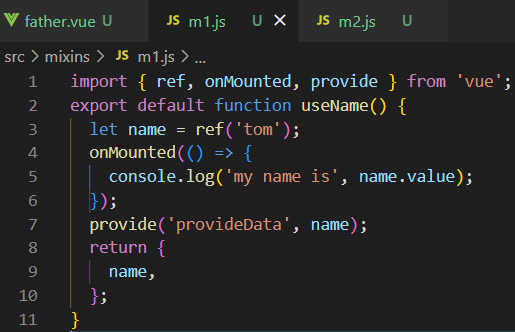 father.vue U JS m1.js U × JS m2.js U
src > mixins > JS m1.js > ...
1 import { ref, onMounted, provide } from 'vue';
2 export default function useName() {
3 let name = ref('tom');
4 onMounted(() => {
5 console.log('my name is', name.value);
6 });
7 provide('provideData', name);
8 return {
9 name,
10 };
11 }